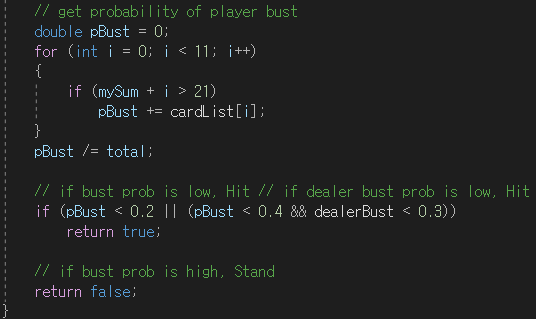 // get probability of player bust
double pBust = 0;
for (int i = 0; i < 11; i++)
{
if (mySum + i > 21)
pBust += cardList[i];
}
pBust /= total;
// if bust prob is low, Hit // if dealer bust prob is low, Hit
if (pBust < 0.2 || (pBust < 0.4 && dealerBust < 0.3))
return true;
// if bust prob is high, Stand
return false;
}